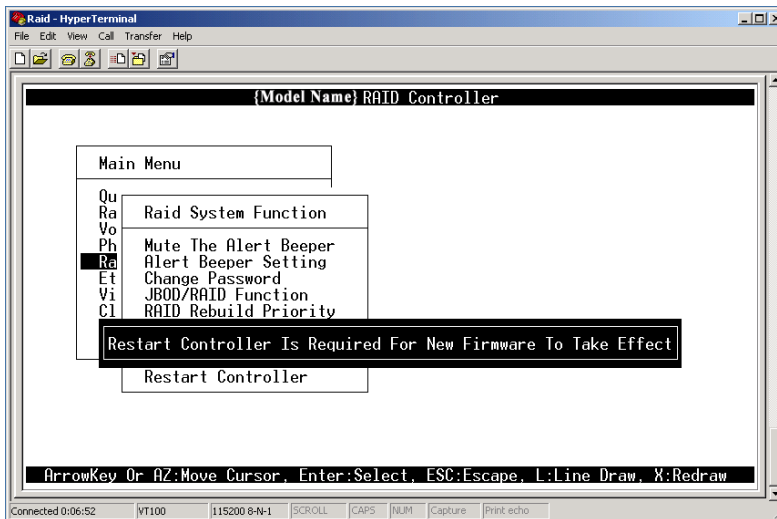 Raid - HyperTerminal
File Edit View Call Transfer Help
{Model Name} RAID Controller
Main Menu
Qu
Ra
Vo
Ph
Ra
Et
Vi
Cl
Raid System Function
Mute The Alert Beeper
Alert Beeper Setting
Change Password
JBOD/RAID Function
RAID Rebuild Priority
Restart Controller Is Required For New Firmware To Take Effect
Restart Controller
ArrowKey Or AZ:Move Cursor, Enter:Select, ESC:Escape, L:Line Draw, X:Redraw
Connected 0:06:52 VT100 115200 8-N-1 SCROLL CAPS NUM Capture Print echo